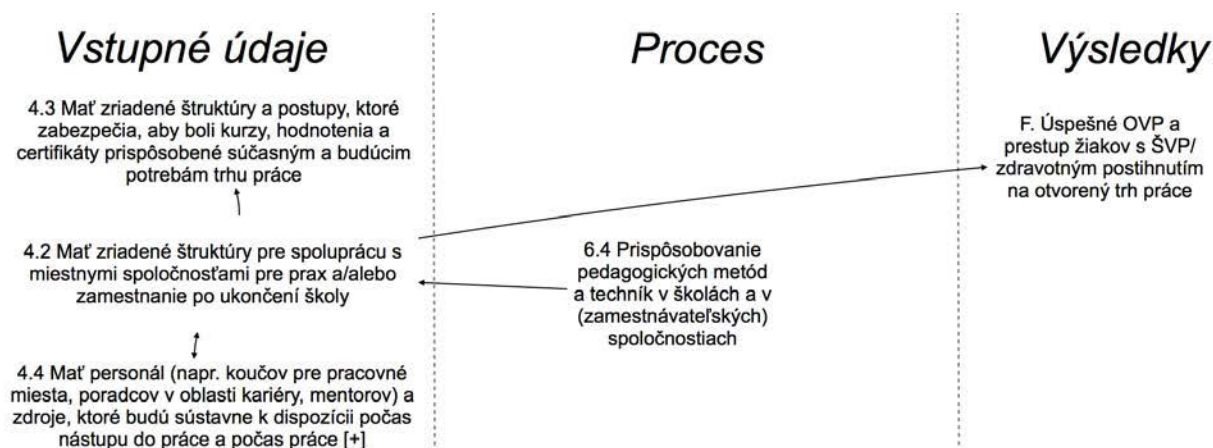 Vstupné údaje
Proces
Výsledky
4.3 Mať zriadené štruktúry a postupy, ktoré
zabezpečia, aby boli kurzy, hodnotenia a
certifikáty prispôsobené súčasným a budúcim
potrebám trhu práce
F. Úspešné OVP a
prestup žiakov s ŠVP/
zdravotným postihnutím
na otvorený trh práce
4.2 Mať zriadené štruktúry pre spoluprácu s
miestnymi spoločnosťami pre prax a/alebo
zamestnanie po ukončení školy
6.4 Prispôsobovanie
pedagogických metód
a techník v školách a v
(zamestnávateľských)
spoločnostiach
4.4 Mať personál (napr. koučov pre pracovné
miesta, poradcov v oblasti kariéry, mentorov) a
zdroje, ktoré budú sústavne k dispozícii počas
nástupu do práce a počas práce [+]